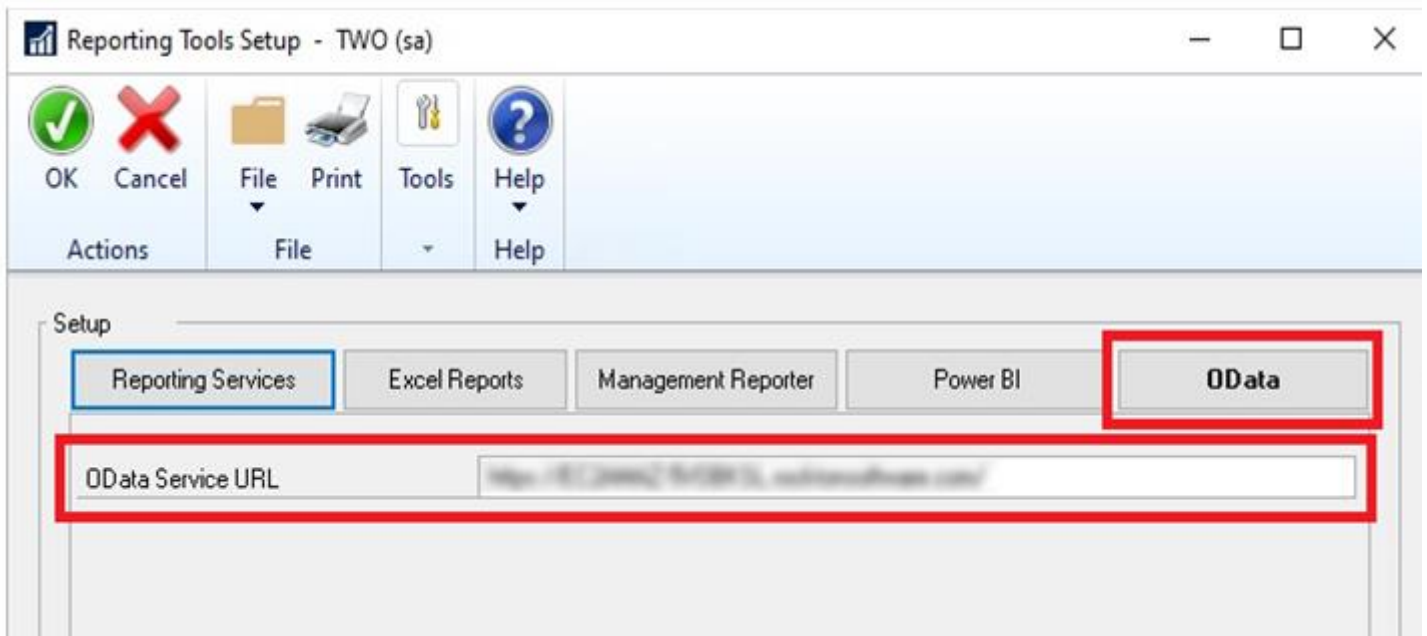 Reporting Tools Setup - TWO (sa)
OK Cancel File Print Tools Help
Actions File Help
Setup
Reporting Services Excel Reports Management Reporter Power BI OData
OData Service URL